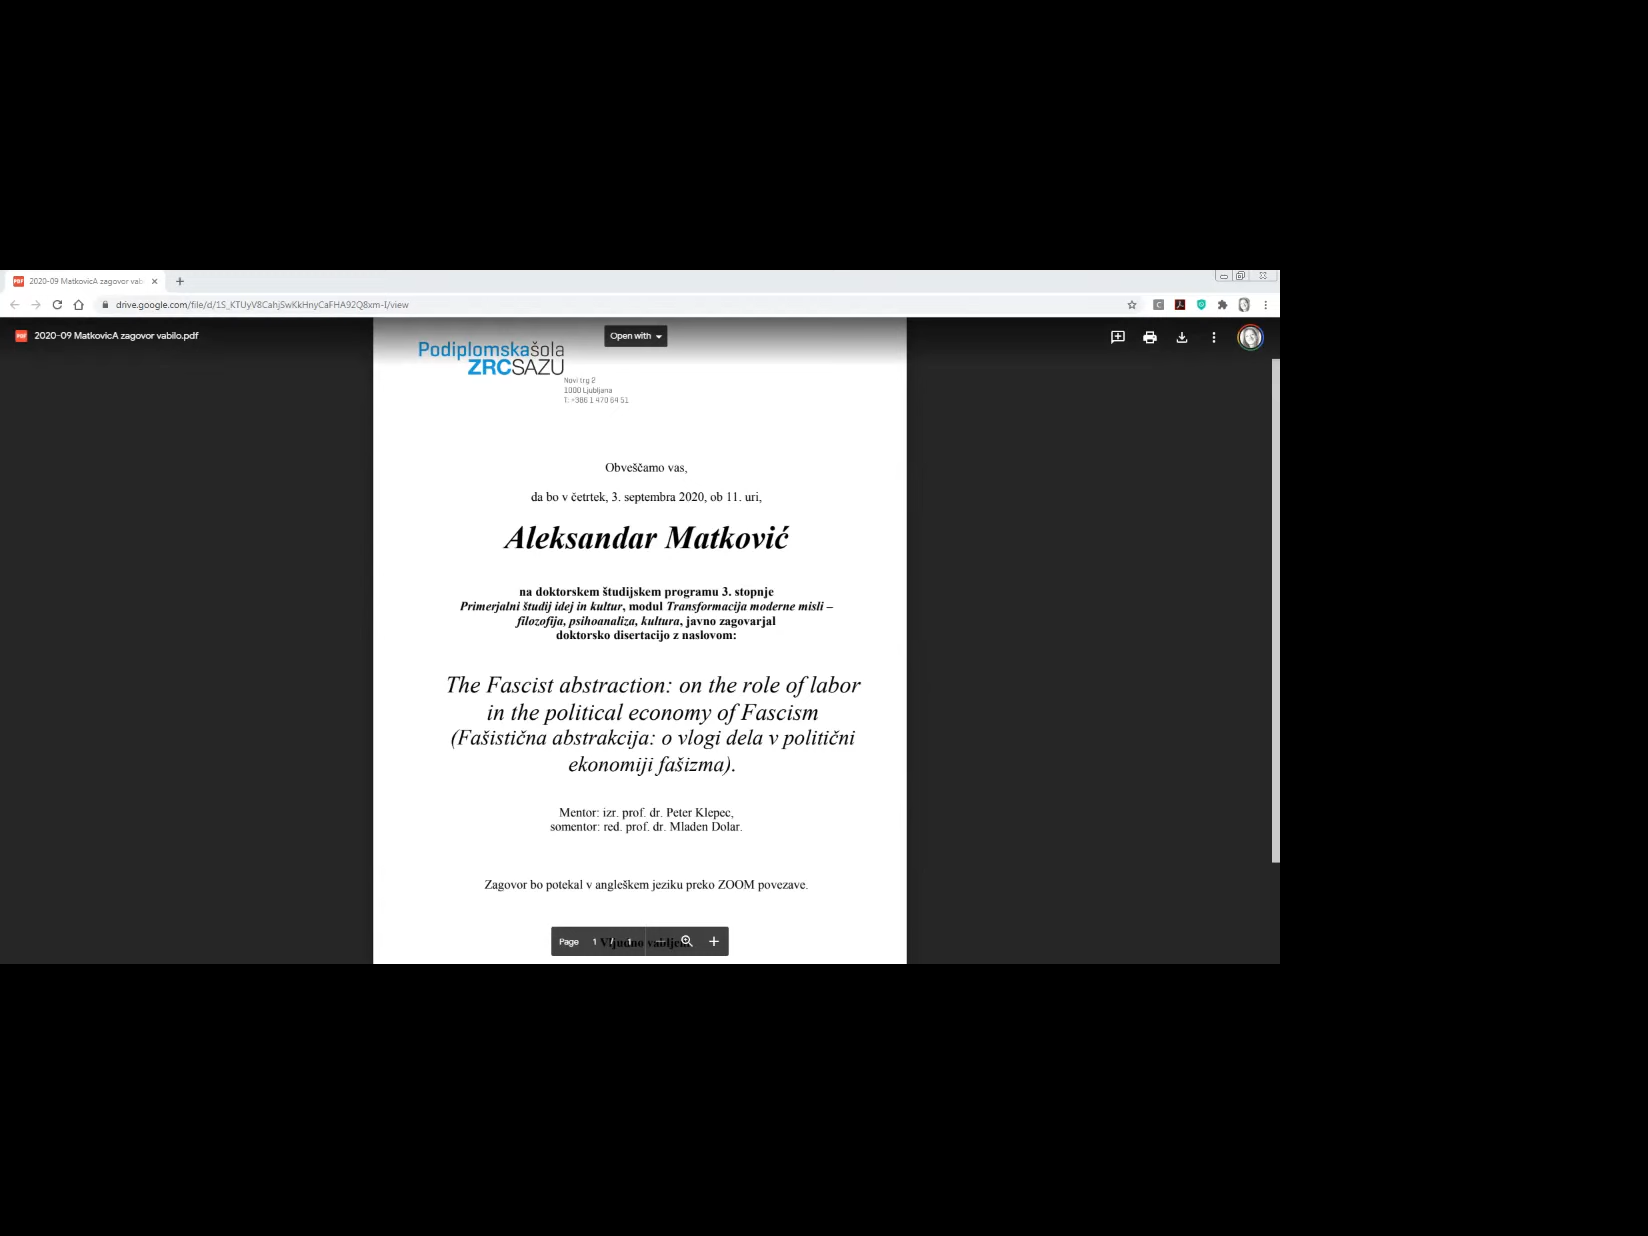 2020-09 MatkovicA zagovor vab
drive.google.com/file/d/1S_KTUyV8CahjSwKkHnyCaFHA92Q8xm-I/view
2020-09 MatkovicA zagovor vabilo.pdf
Open with
Podiplomskašola
ZRCSAZU
Novi trg 2
1000 Ljubljana
T: +386 1 470 64 51
Obveščamo vas,
da bo v četrtek, 3. septembra 2020, ob 11. uri,
Aleksandar Matković
na doktorskem študijskem programu 3. stopnje
Primerjalni študij idej in kultur, modul Transformacija moderne misli –
filozofija, psihoanaliza, kultura, javno zagovarjal
doktorsko disertacijo z naslovom:
The Fascist abstraction: on the role of labor
in the political economy of Fascism
(Fašistična abstrakcija: o vlogi dela v politični
ekonomiji fašizma).
Mentor: izr. prof. dr. Peter Klepec,
somentor: red. prof. dr. Mladen Dolar.
Zagovor bo potekal v angleškem jeziku preko ZOOM povezave.
Page 1 / 1